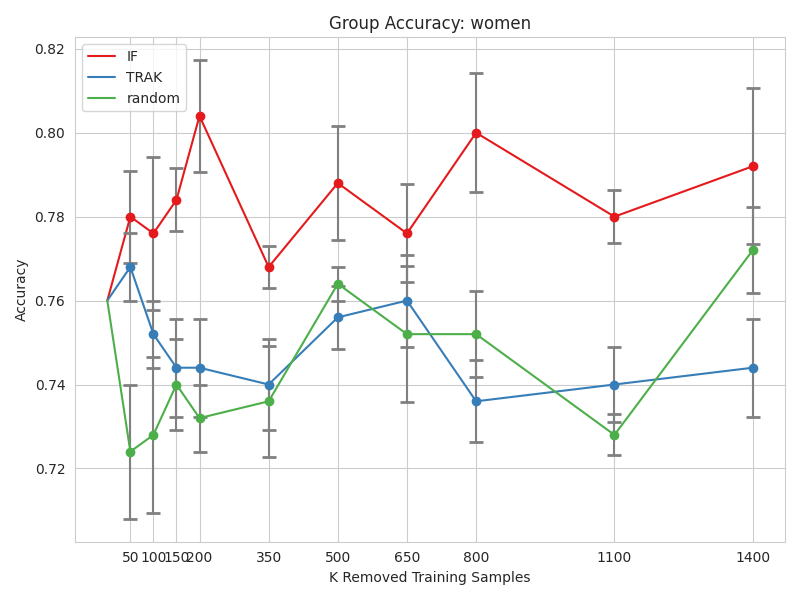 Group Accuracy: women
IF
TRAK
random
Accuracy
0.82
0.80
0.78
0.76
0.74
0.72
50 100 150 200 350 500 650 800 1100 1400
K Removed Training Samples